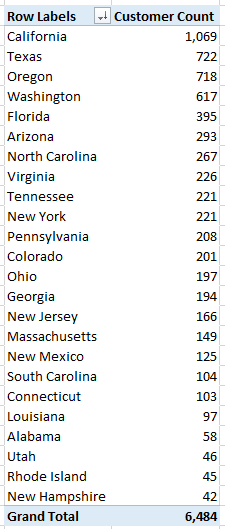 Row Labels Customer Count
California 1,069
Texas 722
Oregon 718
Washington 617
Florida 395
Arizona 293
North Carolina 267
Virginia 226
Tennessee 221
New York 221
Pennsylvania 208
Colorado 201
Ohio 197
Georgia 194
New Jersey 166
Massachusetts 149
New Mexico 125
South Carolina 104
Connecticut 103
Louisiana 97
Alabama 58
Utah 46
Rhode Island 45
New Hampshire 42
Grand Total 6,484